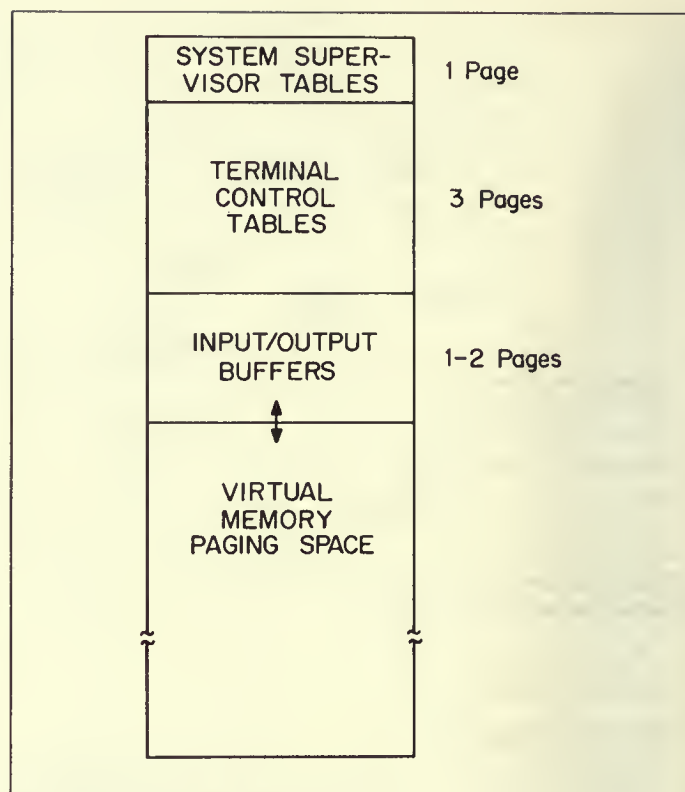 SYSTEM SUPER-
VISOR TABLES
1 Page
TERMINAL
CONTROL
TABLES
3 Pages
INPUT/OUTPUT
BUFFERS
1-2 Pages
VIRTUAL
MEMORY
PAGING SPACE